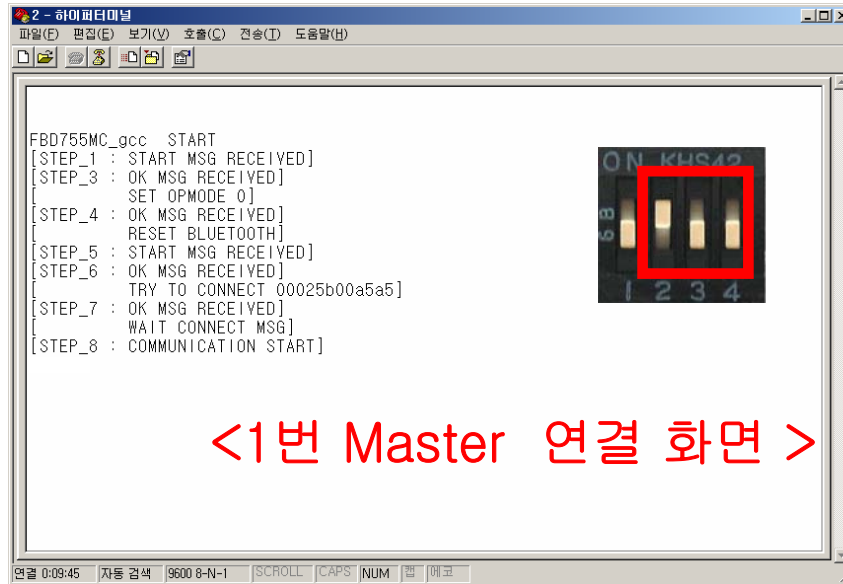 2 - 하이퍼터미널
파일(F) 편집(E) 보기(V) 호출(C) 전송(T) 도움말(H)
FBD755MC_gcc START
[STEP_1 : START MSG RECEIVED]
[STEP_3 : OK MSG RECEIVED]
[ SET OPMODE 0]
[STEP_4 : OK MSG RECEIVED]
[ RESET BLUETOOTH]
[STEP_5 : START MSG RECEIVED]
[STEP_6 : OK MSG RECEIVED]
[ TRY TO CONNECT 00025b00a5a5]
[STEP_7 : OK MSG RECEIVED]
[ WAIT CONNECT MSG]
[STEP_8 : COMMUNICATION START]
ON KHS42
68
1 2 3 4
<1번 Master 연결 화면 >
연결 0:09:45 자동 검색 9600 8-N-1 SCROLL CAPS NUM 캡 에코